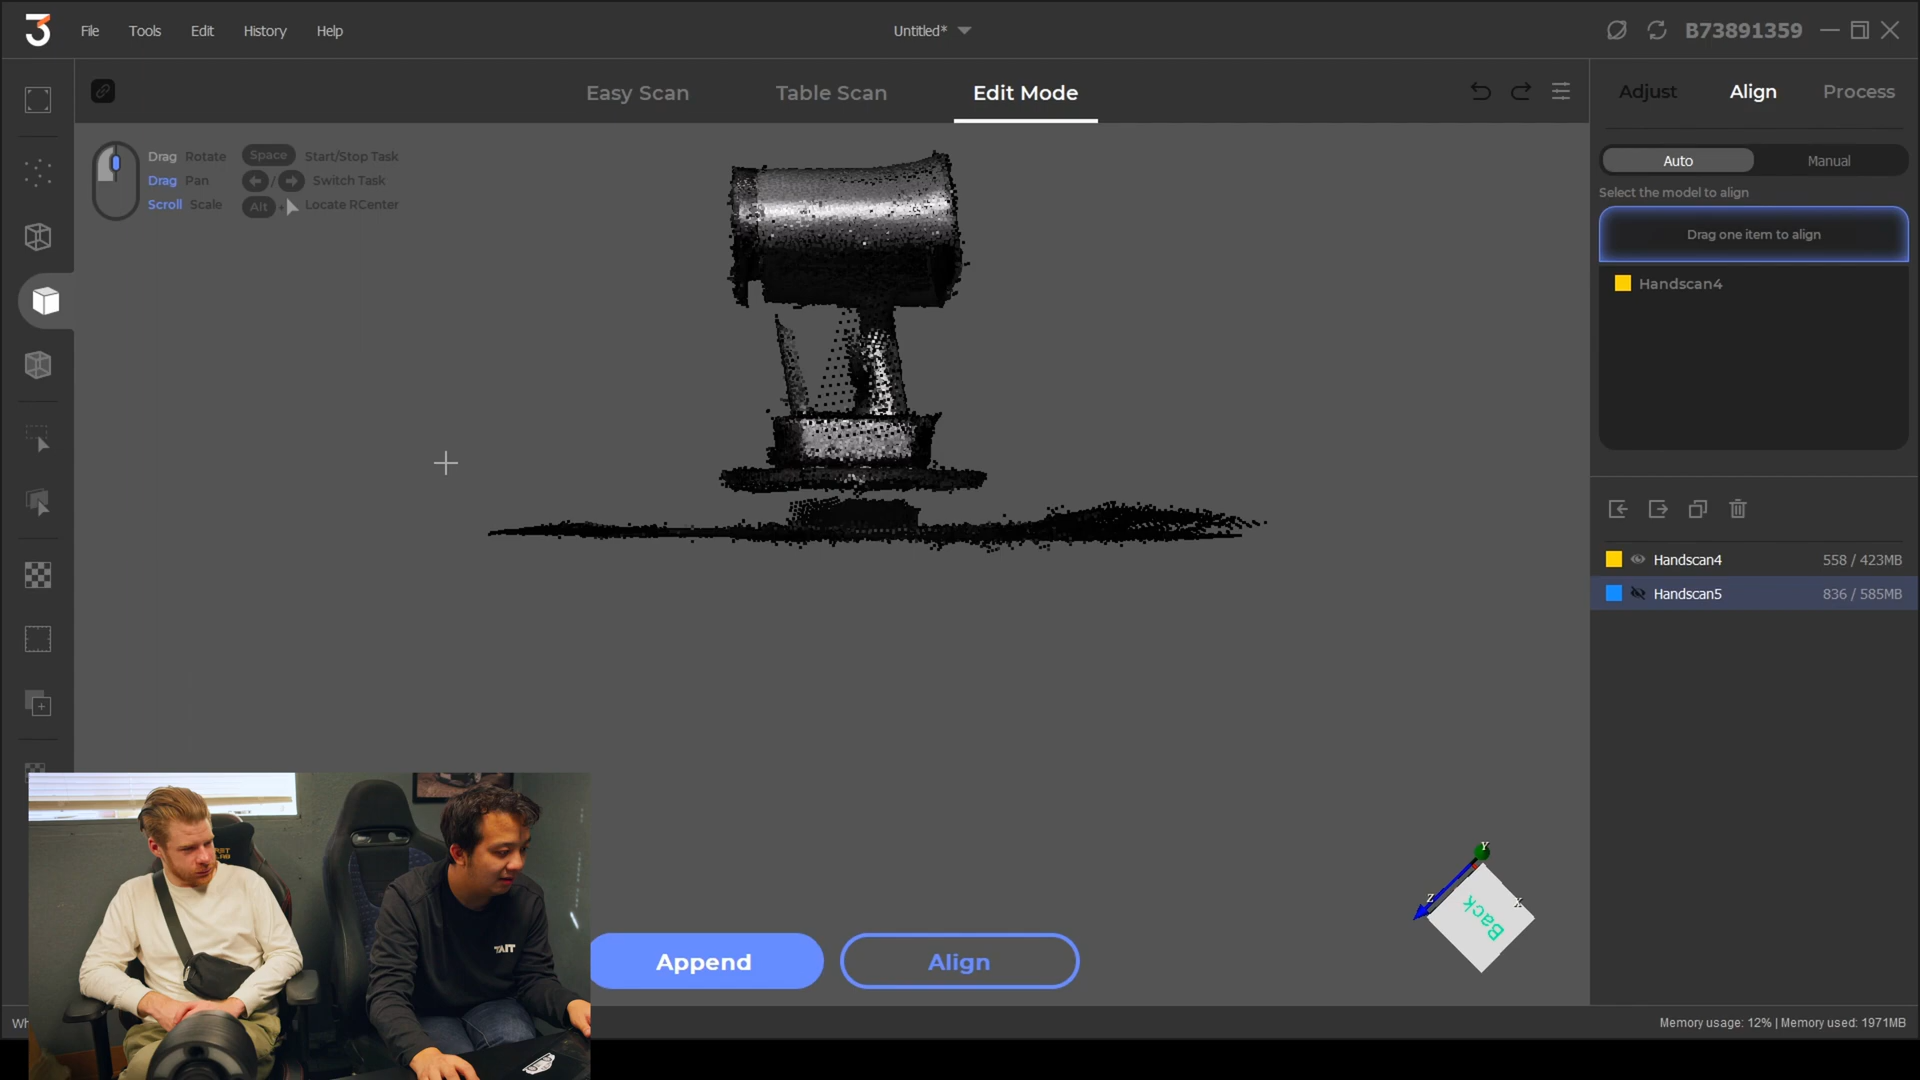 File
Tools
Edit
History
Help
Untitled*
B73891359
Easy Scan
Table Scan
Edit Mode
Adjust
Align
Process
Drag Rotate
Space Start/Stop Task
Drag Pan
/ Switch Task
Scroll Scale
Alt + Locate RCenter
Auto
Manual
Select the model to align
Drag one item to align
Handscan4
Handscan4
558 / 423MB
Handscan5
836 / 585MB
Y
Z
X
Back
Append
Align
TAIT
Memory usage: 12% | Memory used: 1971MB